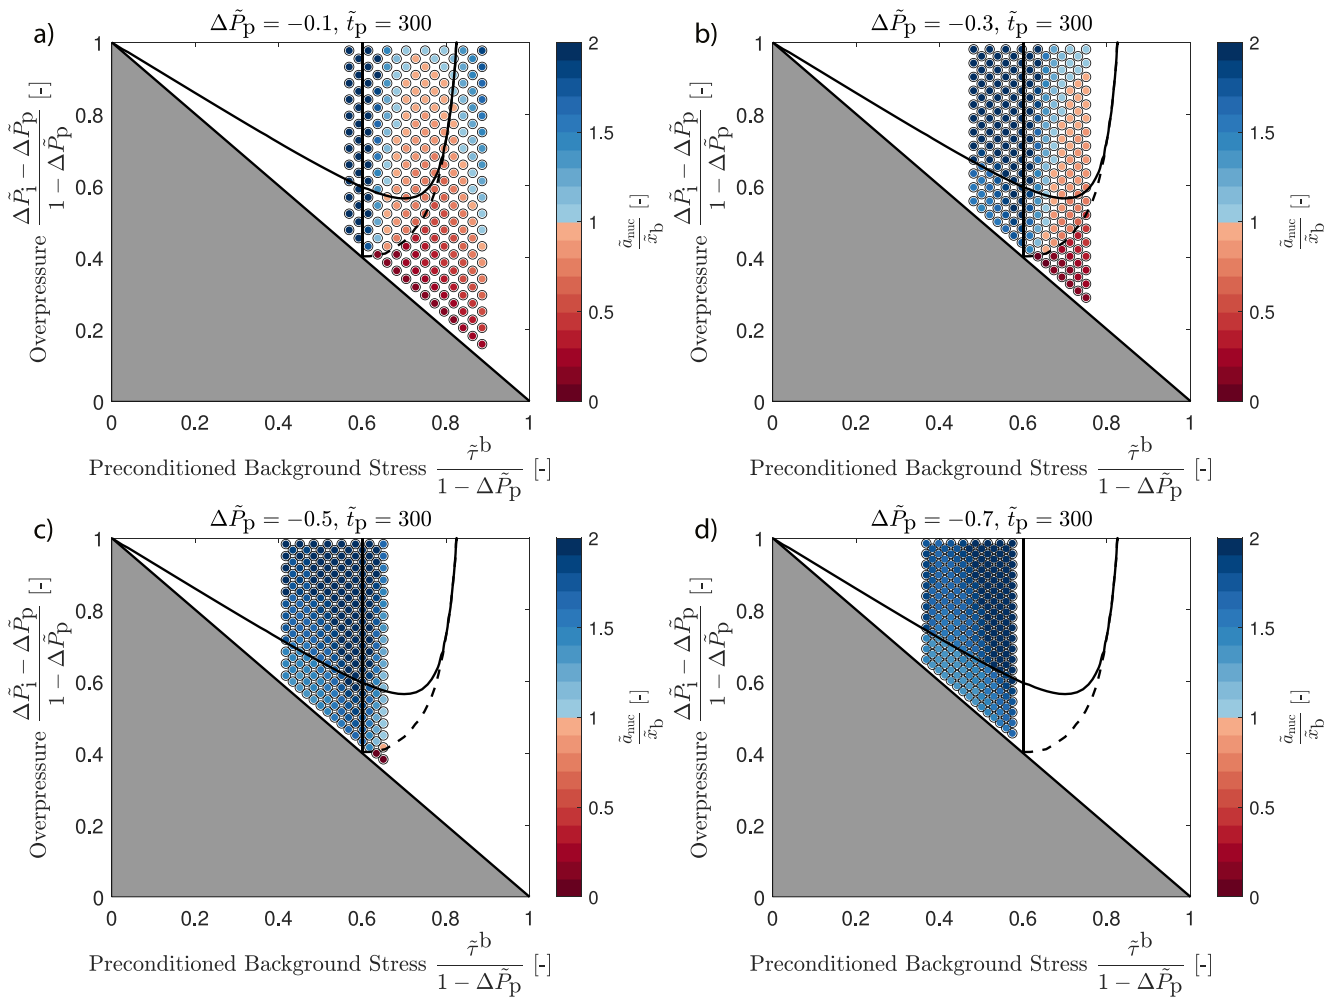 a)
ΔP̃p = −0.1, t̃p = 300
1
0.8
0.6
0.4
0.2
0
0 0.2 0.4 0.6 0.8 1
Overpressure (ΔP̃i − ΔP̃p)/(1 − ΔP̃p) [-]
Preconditioned Background Stress τ̃ᵇ/(1 − ΔP̃p) [-]
2
1.5
1
0.5
0
ãnuc/x̃b [-]
b)
ΔP̃p = −0.3, t̃p = 300
1
0.8
0.6
0.4
0.2
0
0 0.2 0.4 0.6 0.8 1
Overpressure (ΔP̃i − ΔP̃p)/(1 − ΔP̃p) [-]
Preconditioned Background Stress τ̃ᵇ/(1 − ΔP̃p) [-]
2
1.5
1
0.5
0
ãnuc/x̃b [-]
c)
ΔP̃p = −0.5, t̃p = 300
1
0.8
0.6
0.4
0.2
0
0 0.2 0.4 0.6 0.8 1
Overpressure (ΔP̃i − ΔP̃p)/(1 − ΔP̃p) [-]
Preconditioned Background Stress τ̃ᵇ/(1 − ΔP̃p) [-]
2
1.5
1
0.5
0
ãnuc/x̃b [-]
d)
ΔP̃p = −0.7, t̃p = 300
1
0.8
0.6
0.4
0.2
0
0 0.2 0.4 0.6 0.8 1
Overpressure (ΔP̃i − ΔP̃p)/(1 − ΔP̃p) [-]
Preconditioned Background Stress τ̃ᵇ/(1 − ΔP̃p) [-]
2
1.5
1
0.5
0
ãnuc/x̃b [-]